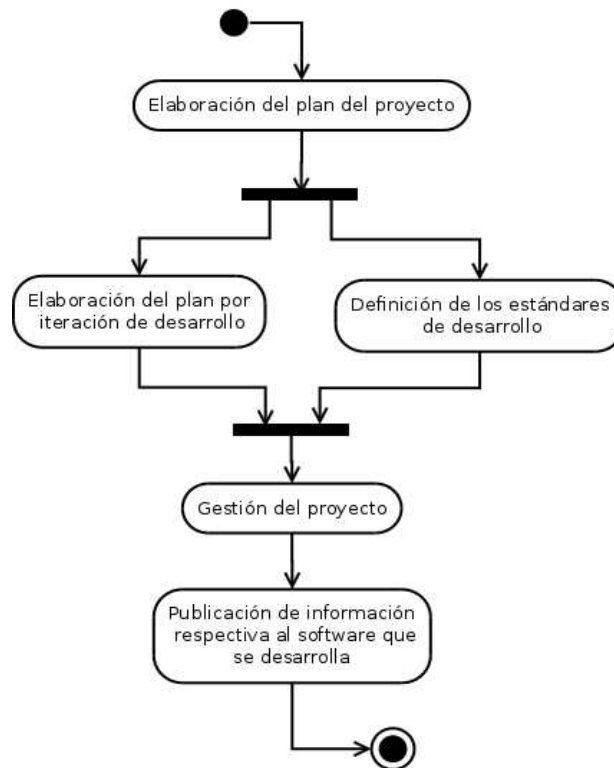 Elaboración del plan del proyecto
Elaboración del plan por
iteración de desarrollo
Definición de los estándares
de desarrollo
Gestión del proyecto
Publicación de información
respectiva al software que
se desarrolla